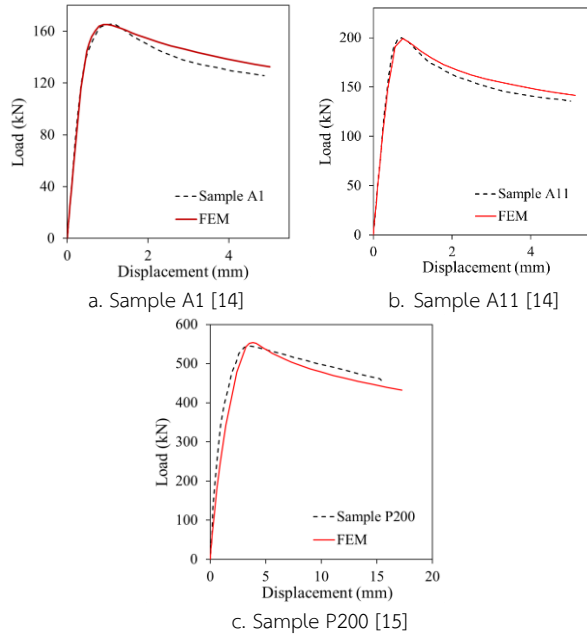 160
120
80
40
0
Load (kN)
Sample A1
FEM
0 2 4
Displacement (mm)
a. Sample A1 [14]
200
150
100
50
0
Load (kN)
Sample A11
FEM
0 2 4
Displacement (mm)
b. Sample A11 [14]
600
500
400
300
200
100
0
Load (kN)
Sample P200
FEM
0 5 10 15 20
Displacement (mm)
c. Sample P200 [15]